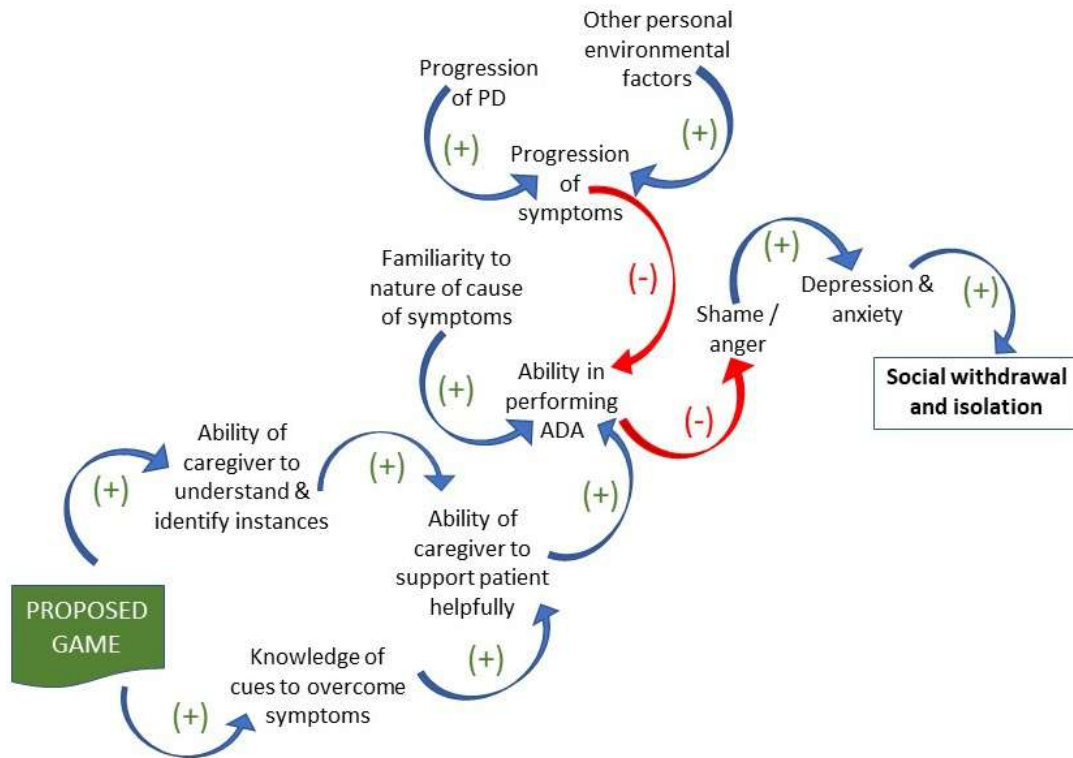 Other personal
environmental
factors
Progression
of PD
(+)
(+)
Progression
of
symptoms
(-)
Familiarity to
nature of cause
of symptoms
(+)
Ability in
performing
ADA
(-)
Shame /
anger
(+)
Depression &
anxiety
(+)
Social withdrawal
and isolation
Ability of
caregiver to
understand &
identify instances
(+)
(+)
Ability of
caregiver to
support patient
helpfully
(+)
PROPOSED
GAME
Knowledge of
cues to overcome
symptoms
(+)
(+)